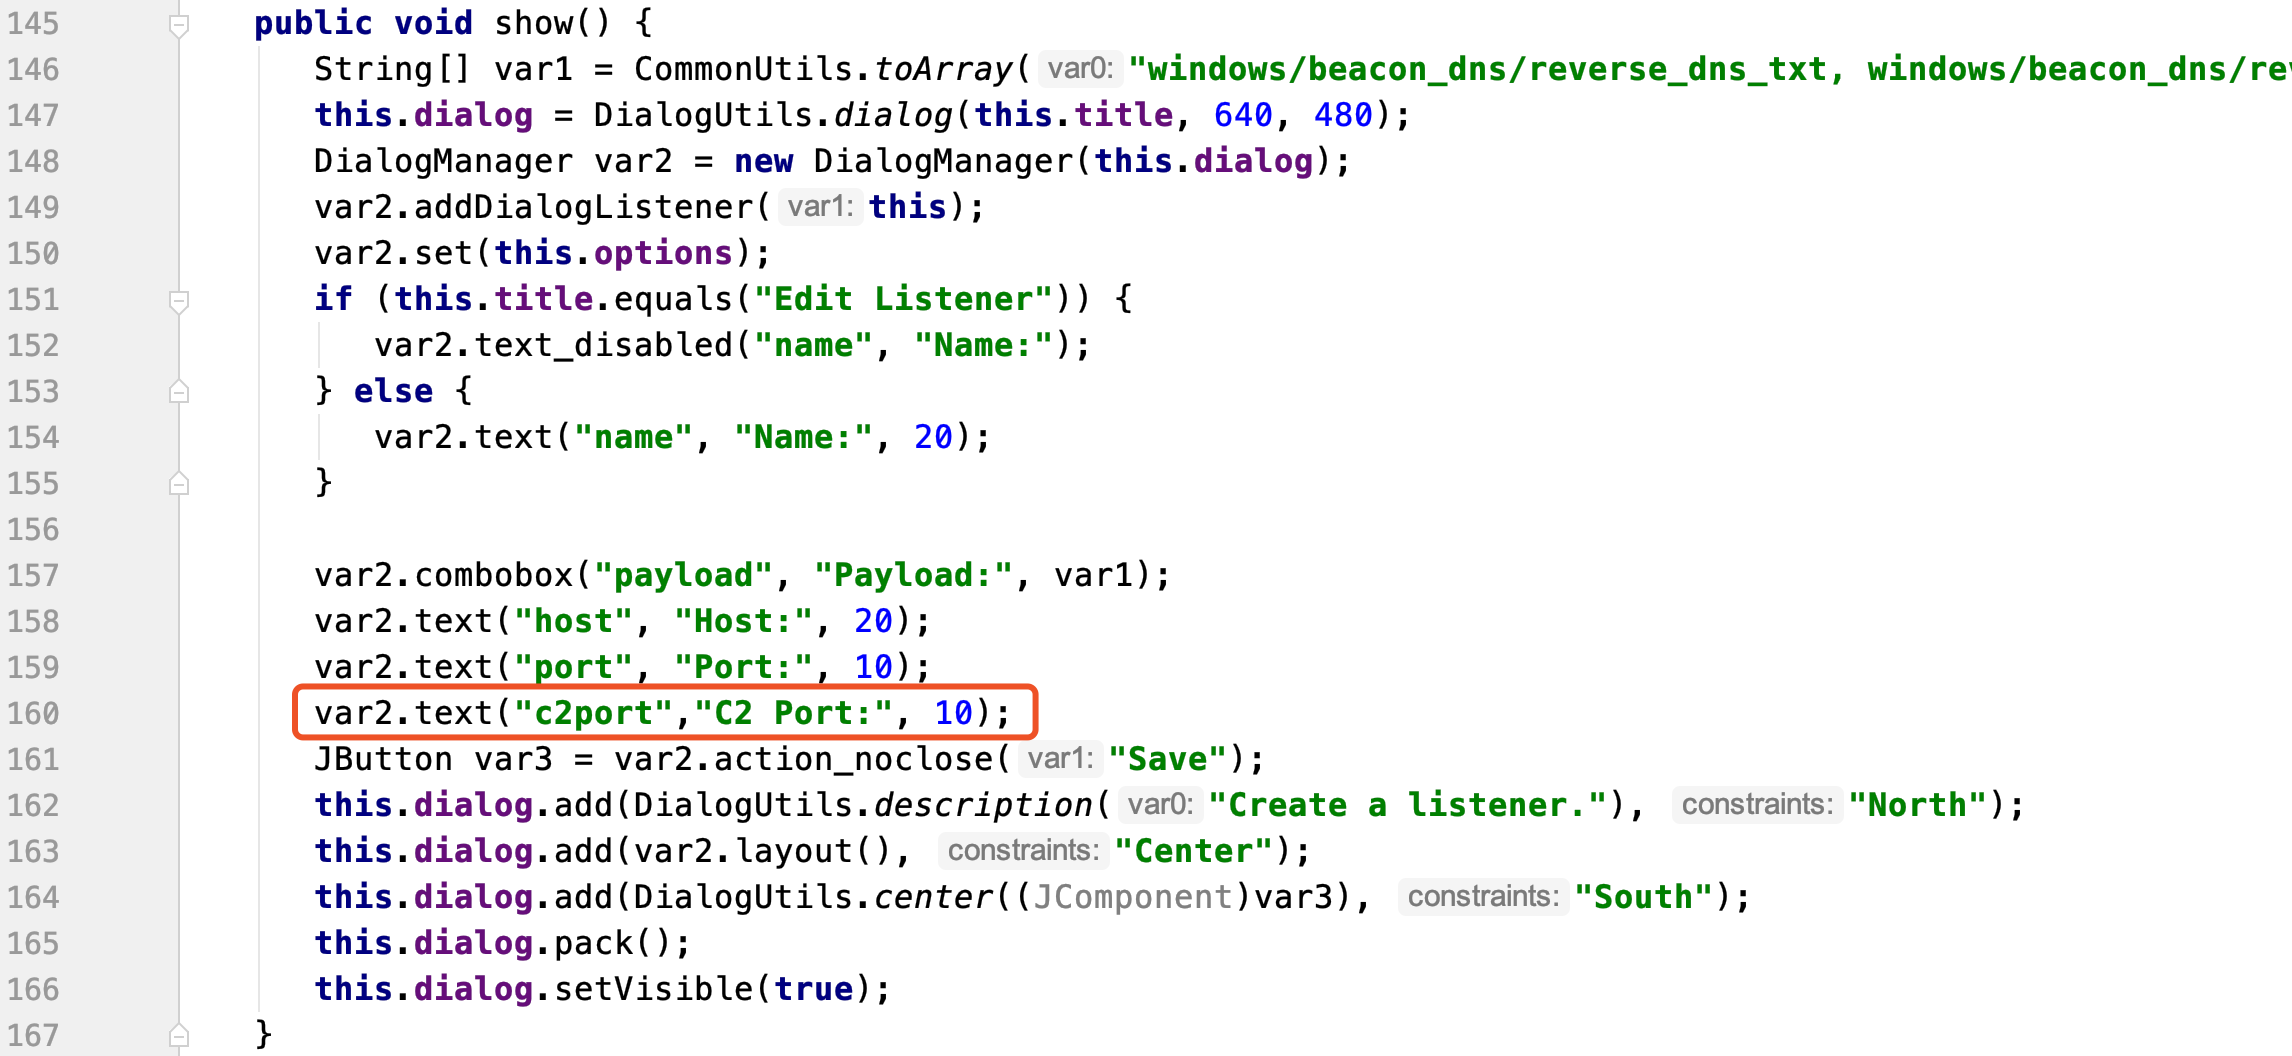 145 public void show() {
146 String[] var1 = CommonUtils.toArray( var0: "windows/beacon_dns/reverse_dns_txt, windows/beacon_dns/rev
147 this.dialog = DialogUtils.dialog(this.title, 640, 480);
148 DialogManager var2 = new DialogManager(this.dialog);
149 var2.addDialogListener( var1: this);
150 var2.set(this.options);
151 if (this.title.equals("Edit Listener")) {
152 var2.text_disabled("name", "Name:");
153 } else {
154 var2.text("name", "Name:", 20);
155 }
156
157 var2.combobox("payload", "Payload:", var1);
158 var2.text("host", "Host:", 20);
159 var2.text("port", "Port:", 10);
160 var2.text("c2port","C2 Port:", 10);
161 JButton var3 = var2.action_noclose( var1: "Save");
162 this.dialog.add(DialogUtils.description( var0: "Create a listener."), constraints: "North");
163 this.dialog.add(var2.layout(), constraints: "Center");
164 this.dialog.add(DialogUtils.center((JComponent)var3), constraints: "South");
165 this.dialog.pack();
166 this.dialog.setVisible(true);
167 }